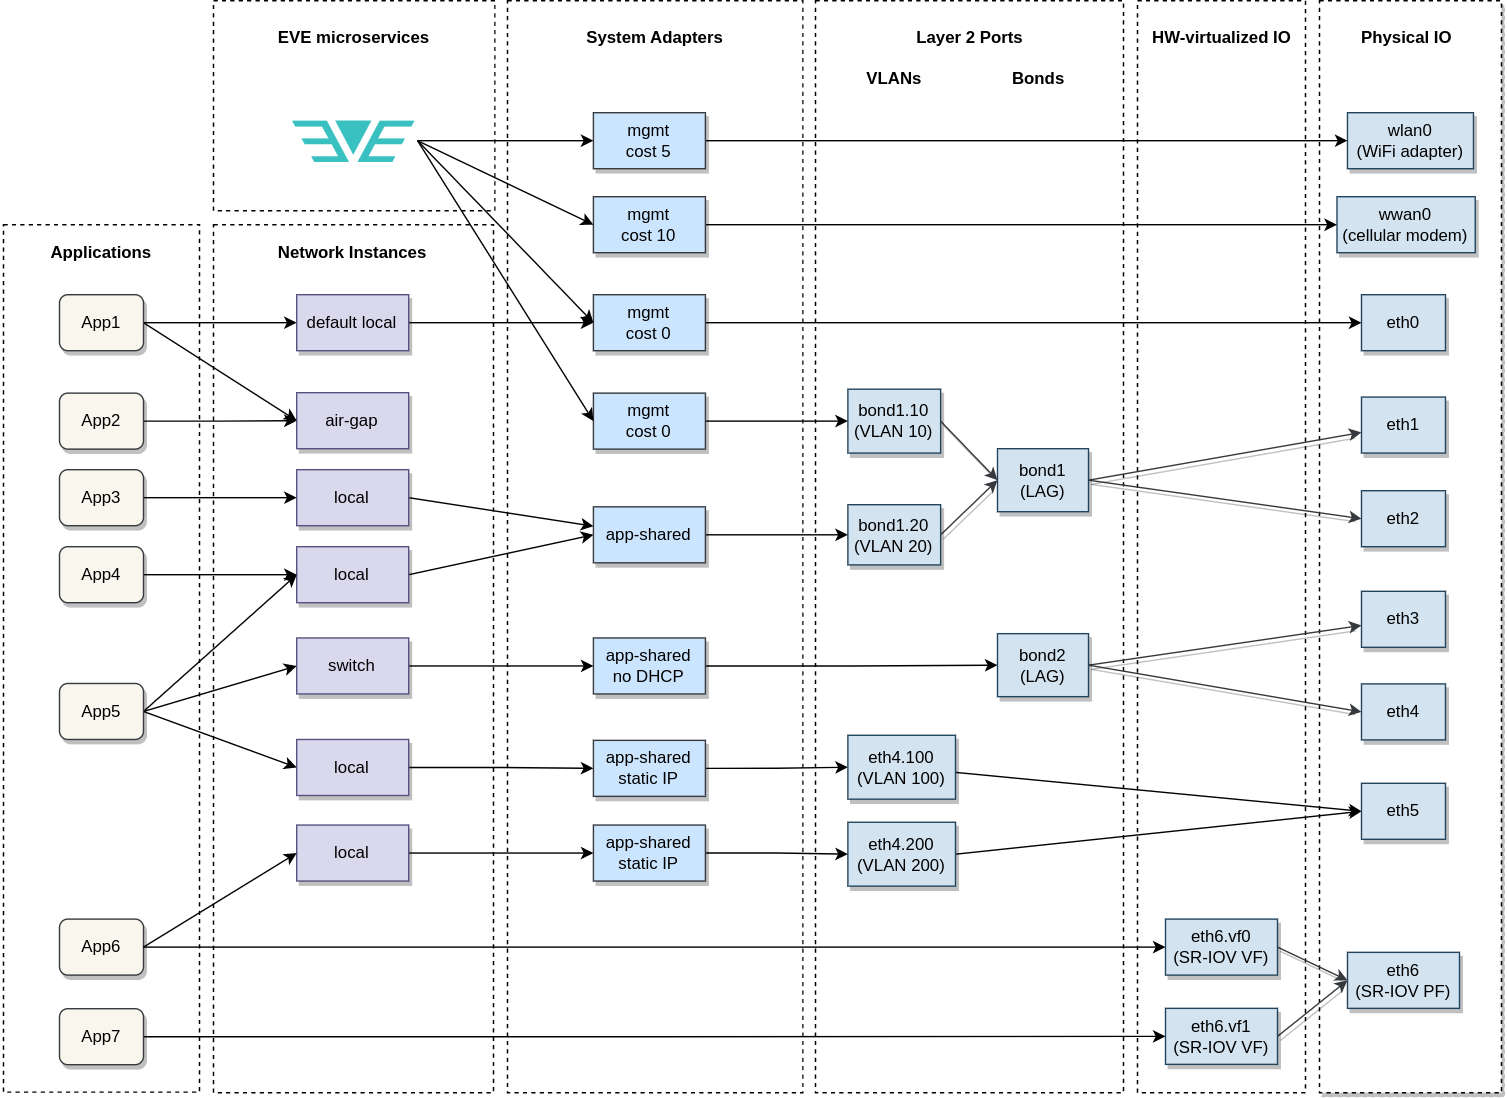 EVE microservices
System Adapters
Layer 2 Ports
HW-virtualized IO
Physical IO
VLANs
Bonds
EVE
mgmt
cost 5
wlan0
(WiFi adapter)
mgmt
cost 10
wwan0
(cellular modem)
Applications
Network Instances
App1
default local
mgmt
cost 0
eth0
App2
air-gap
mgmt
cost 0
bond1.10
(VLAN 10)
eth1
App3
local
bond1
(LAG)
app-shared
bond1.20
(VLAN 20)
eth2
App4
local
eth3
switch
app-shared
no DHCP
bond2
(LAG)
App5
eth4
local
app-shared
static IP
eth4.100
(VLAN 100)
eth5
local
app-shared
static IP
eth4.200
(VLAN 200)
App6
eth6.vf0
(SR-IOV VF)
eth6
(SR-IOV PF)
App7
eth6.vf1
(SR-IOV VF)